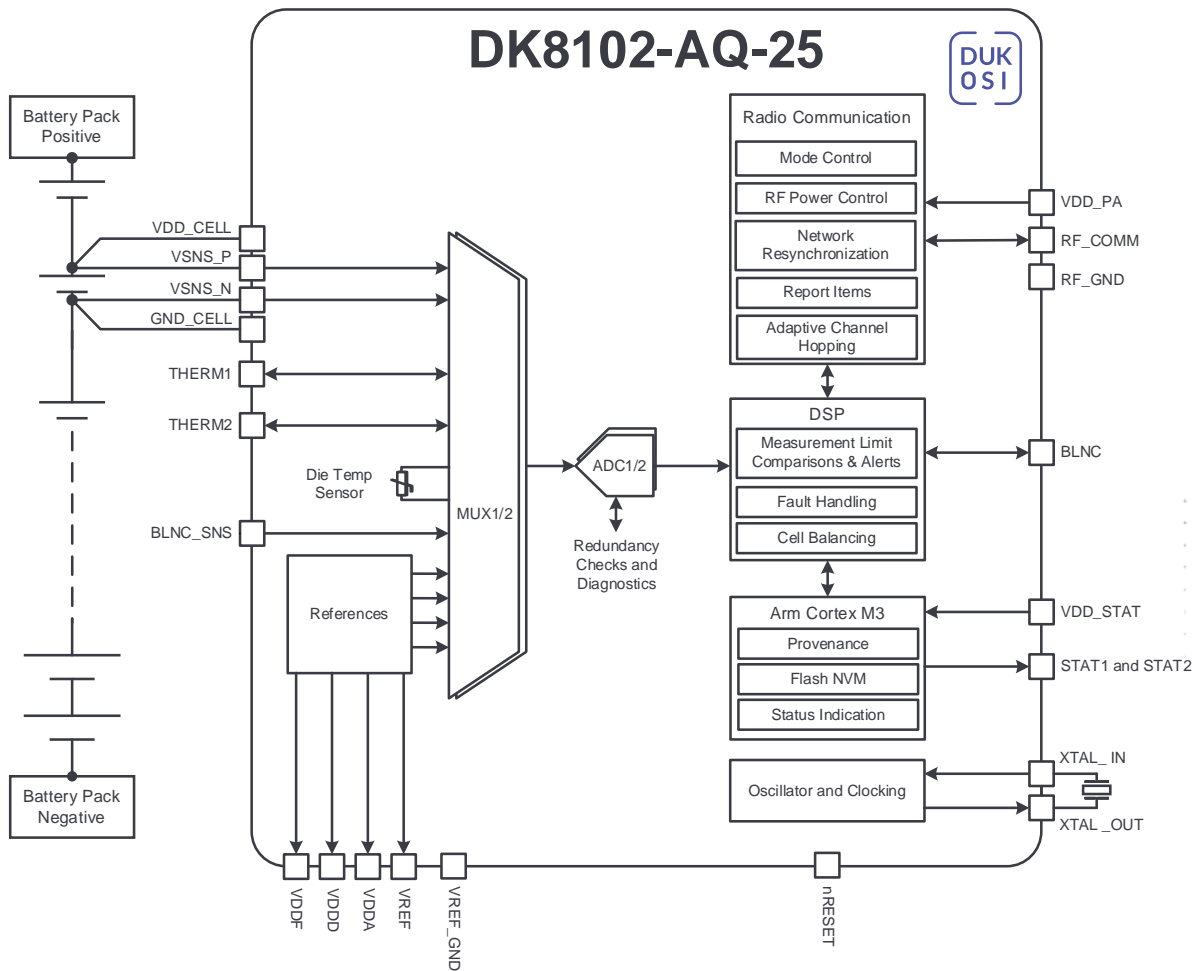 DK8102-AQ-25
DUK
OSI
Battery Pack
Positive
VDD_CELL
VSNS_P
VSNS_N
GND_CELL
THERM1
THERM2
Die Temp
Sensor
BLNC_SNS
References
MUX1/2
ADC1/2
Redundancy
Checks and
Diagnostics
Radio Communication
Mode Control
RF Power Control
Network
Resynchronization
Report Items
Adaptive Channel
Hopping
DSP
Measurement Limit
Comparisons & Alerts
Fault Handling
Cell Balancing
Arm Cortex M3
Provenance
Flash NVM
Status Indication
Oscillator and Clocking
VDD_PA
RF_COMM
RF_GND
BLNC
VDD_STAT
STAT1 and STAT2
XTAL_ IN
XTAL _OUT
Battery Pack
Negative
VDDF
VDDD
VDDA
VREF
VREF_GND
nRESET